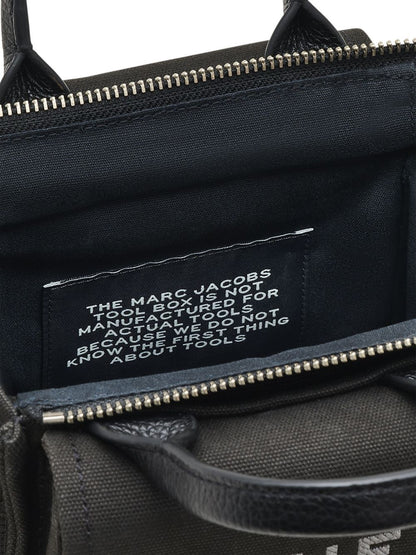 THE MARC JACOBS
TOOL BOX IS NOT
MANUFACTURED FOR
ACTUAL TOOLS
BECAUSE WE DO NOT
KNOW THE FIRST THING
ABOUT TOOLS